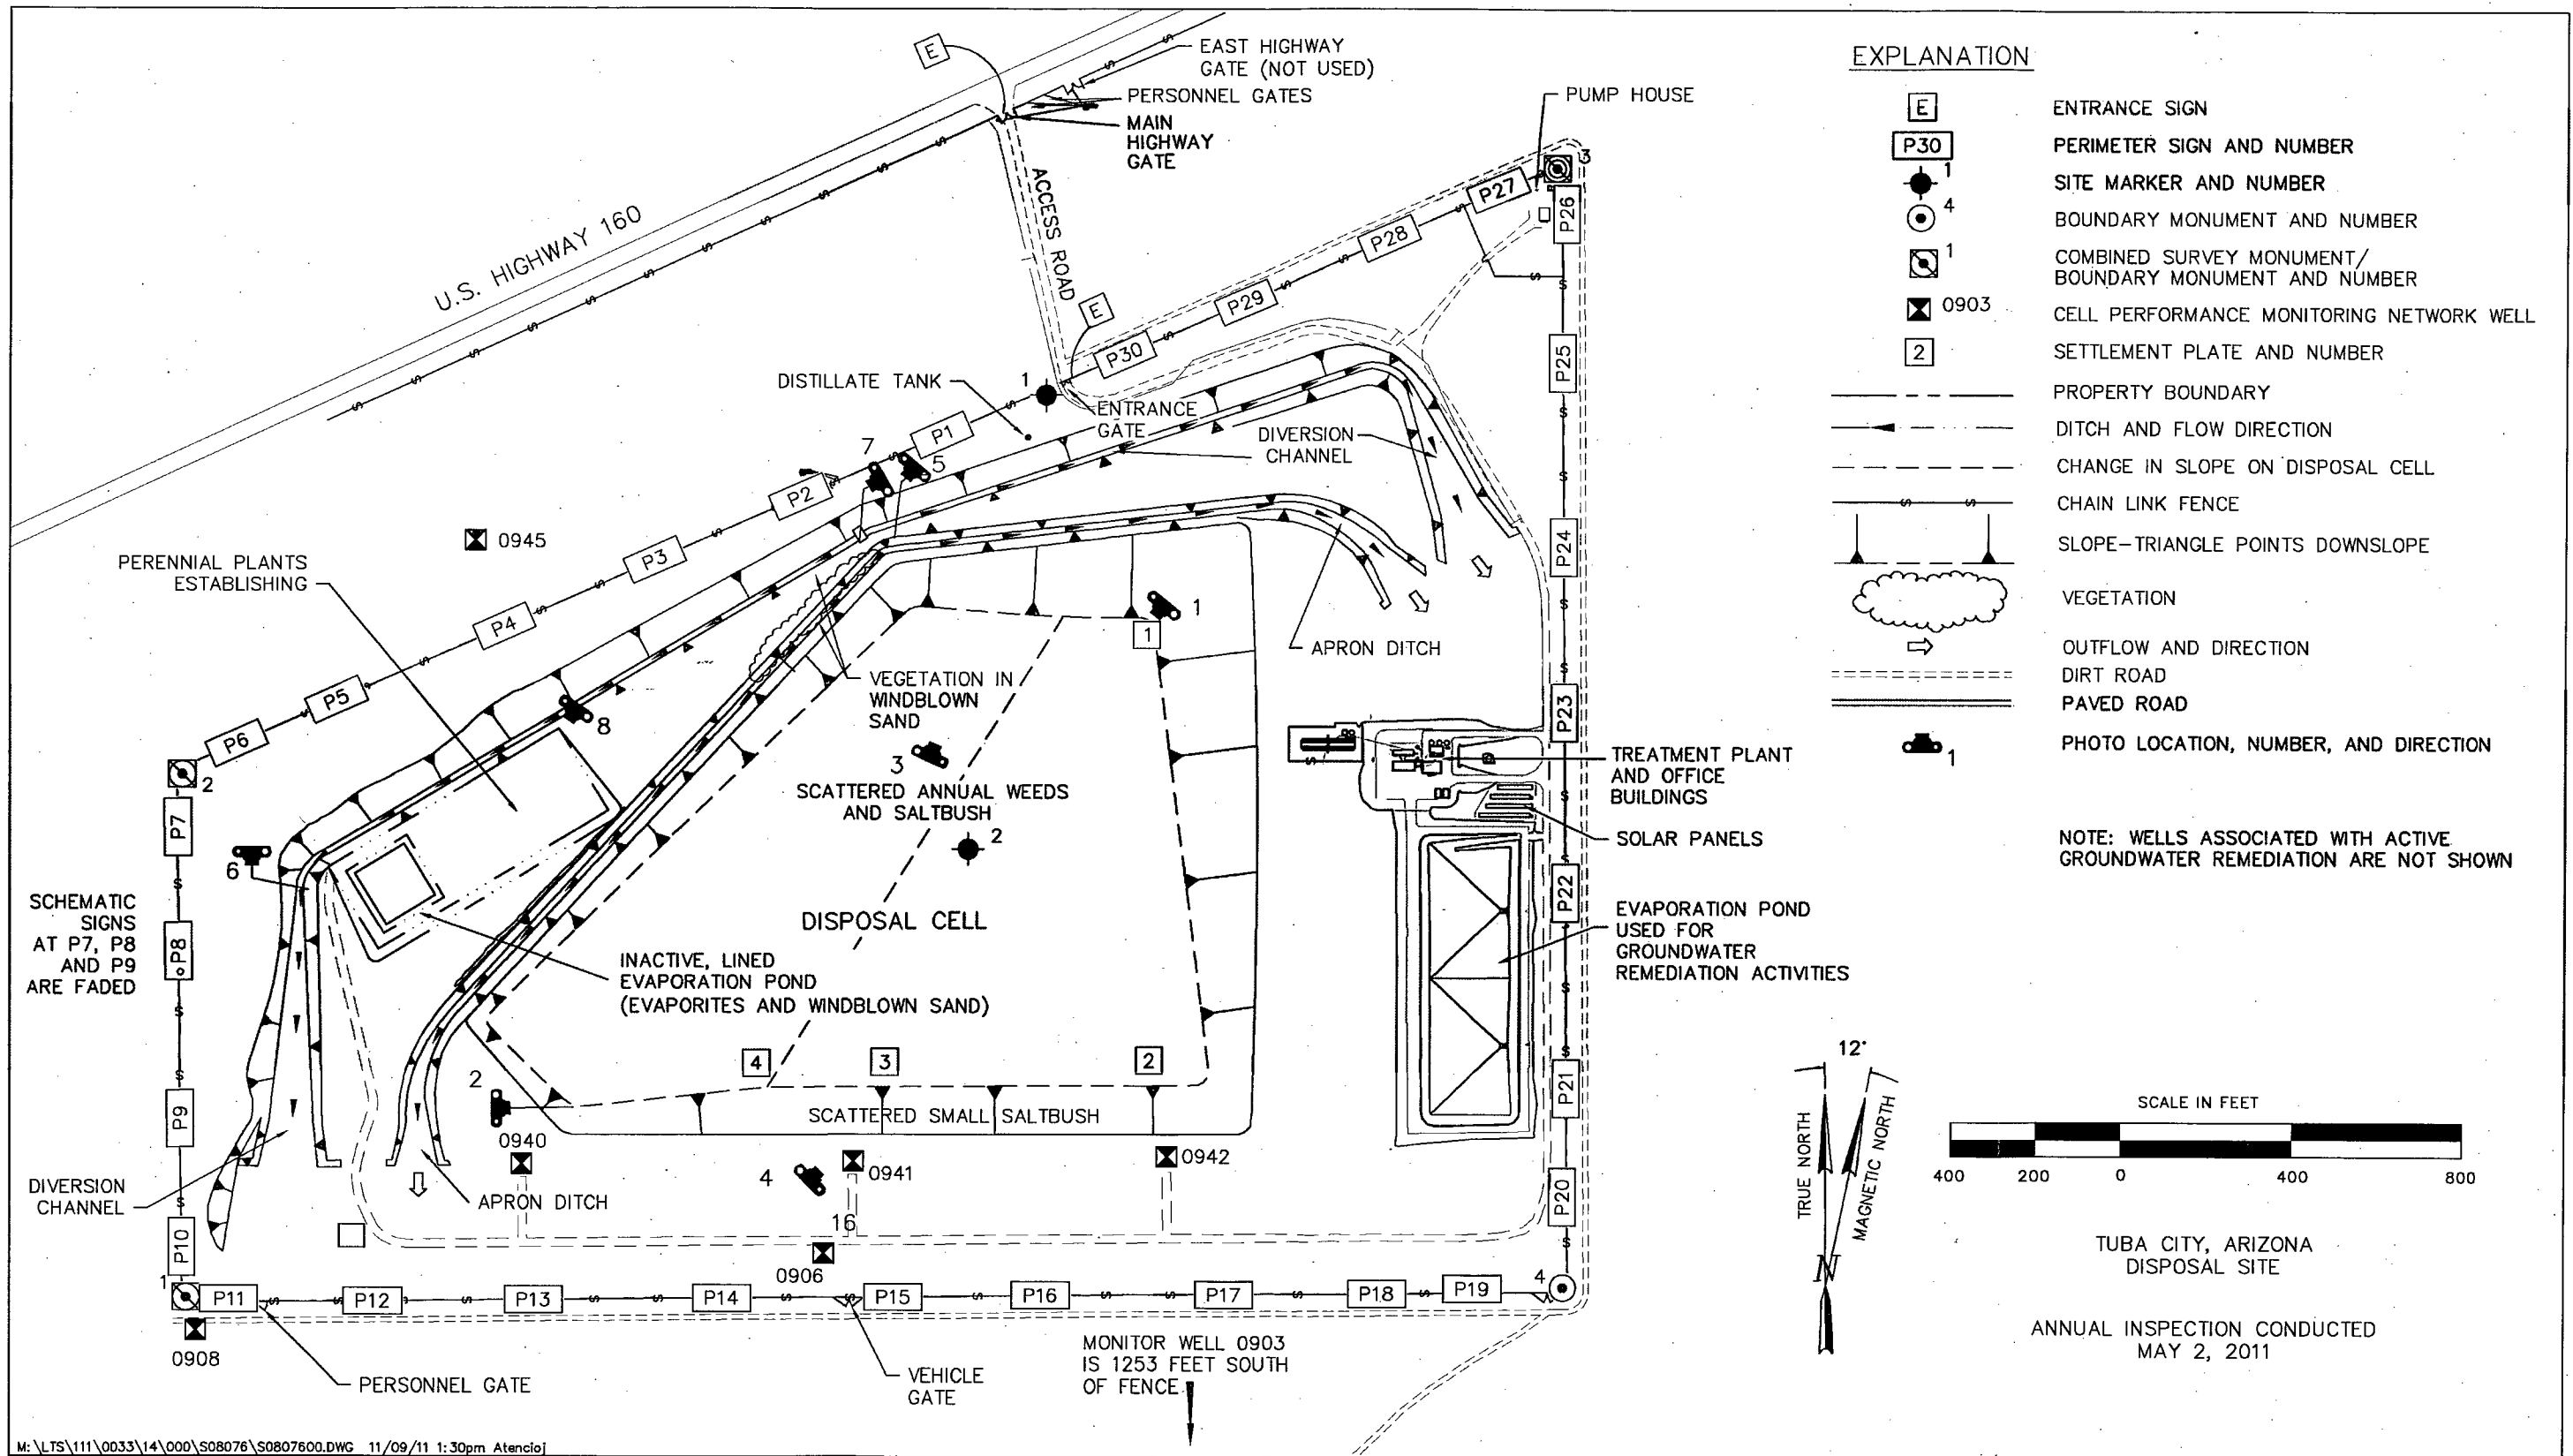 E
EAST HIGHWAY
GATE (NOT USED)
PERSONNEL GATES
MAIN
HIGHWAY
GATE
PUMP HOUSE
U.S. HIGHWAY 160
ACCESS ROAD
E
3
P27
P26
P28
P29
P30
P25
DISTILLATE TANK
1
ENTRANCE
GATE
P1
7
5
DIVERSION
CHANNEL
P2
0945
P3
P24
PERENNIAL PLANTS
ESTABLISHING
P4
1
1
APRON DITCH
VEGETATION IN
WINDBLOWN
SAND
P5
P6
8
P23
2
3
SCATTERED ANNUAL WEEDS
AND SALTBUSH
TREATMENT PLANT
AND OFFICE
BUILDINGS
P7
2
SOLAR PANELS
6
P22
SCHEMATIC
SIGNS
AT P7, P8
AND P9
ARE FADED
P8
DISPOSAL CELL
EVAPORATION POND
USED FOR
GROUNDWATER
REMEDIATION ACTIVITIES
INACTIVE, LINED
EVAPORATION POND
(EVAPORITES AND WINDBLOWN SAND)
4
3
2
2
P21
P9
SCATTERED SMALL SALTBUSH
0940
0941
0942
4
DIVERSION
CHANNEL
APRON DITCH
P20
16
P10
0906
1
4
P11
P12
P13
P14
P15
P16
P17
P18
P19
0908
PERSONNEL GATE
VEHICLE
GATE
MONITOR WELL 0903
IS 1253 FEET SOUTH
OF FENCE
EXPLANATION
E
ENTRANCE SIGN
P30
PERIMETER SIGN AND NUMBER
1
SITE MARKER AND NUMBER
4
BOUNDARY MONUMENT AND NUMBER
1
COMBINED SURVEY MONUMENT/
BOUNDARY MONUMENT AND NUMBER
0903
CELL PERFORMANCE MONITORING NETWORK WELL
2
SETTLEMENT PLATE AND NUMBER
PROPERTY BOUNDARY
DITCH AND FLOW DIRECTION
CHANGE IN SLOPE ON DISPOSAL CELL
CHAIN LINK FENCE
SLOPE-TRIANGLE POINTS DOWNSLOPE
VEGETATION
OUTFLOW AND DIRECTION
DIRT ROAD
PAVED ROAD
1
PHOTO LOCATION, NUMBER, AND DIRECTION
NOTE: WELLS ASSOCIATED WITH ACTIVE
GROUNDWATER REMEDIATION ARE NOT SHOWN
12°
TRUE NORTH
MAGNETIC NORTH
N
SCALE IN FEET
400 200 0 400 800
TUBA CITY, ARIZONA
DISPOSAL SITE
ANNUAL INSPECTION CONDUCTED
MAY 2, 2011
M:\LTS\111\0033\14\000\S08076\S0807600.DWG 11/09/11 1:30pm Atencioj